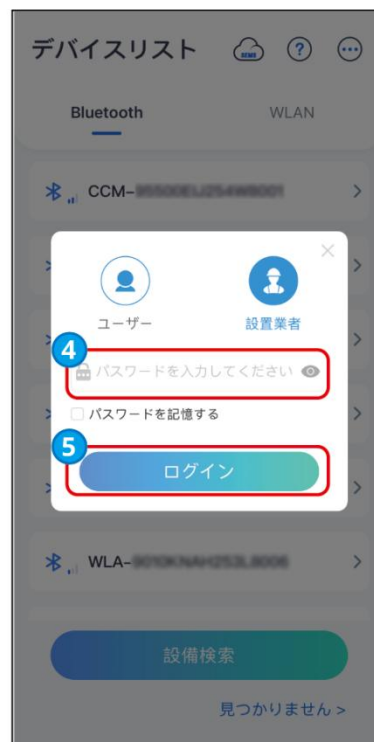 デバイスリスト
Bluetooth WLAN
CCM-
ユーザー 設置業者
4
パスワードを入力してください
パスワードを記憶する
5
ログイン
WLA-
設備検索
見つかりません >